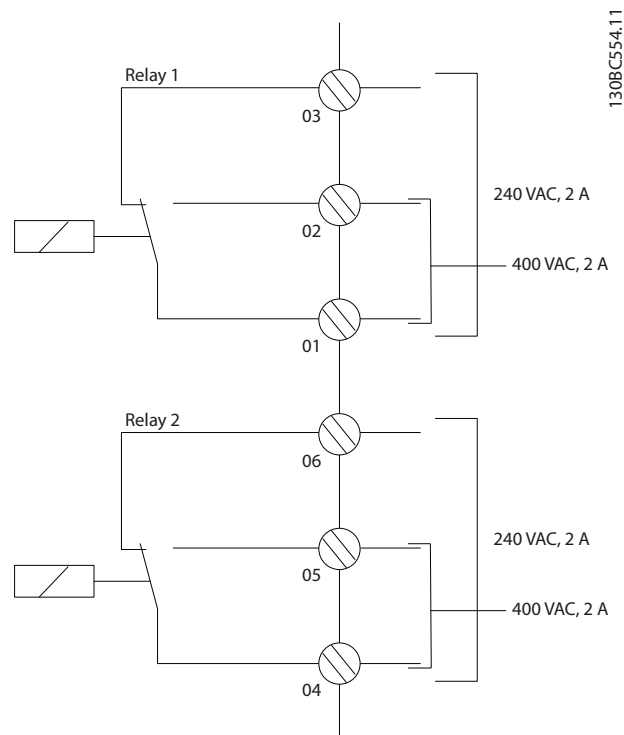 130BC554.11
Relay 1
03
02
240 VAC, 2 A
400 VAC, 2 A
01
Relay 2
06
05
240 VAC, 2 A
400 VAC, 2 A
04